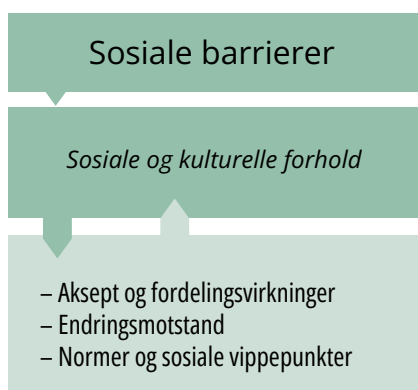 Sosiale barrierer
Sosiale og kulturelle forhold
– Aksept og fordelingsvirkninger
– Endringsmotstand
– Normer og sosiale vippepunkter